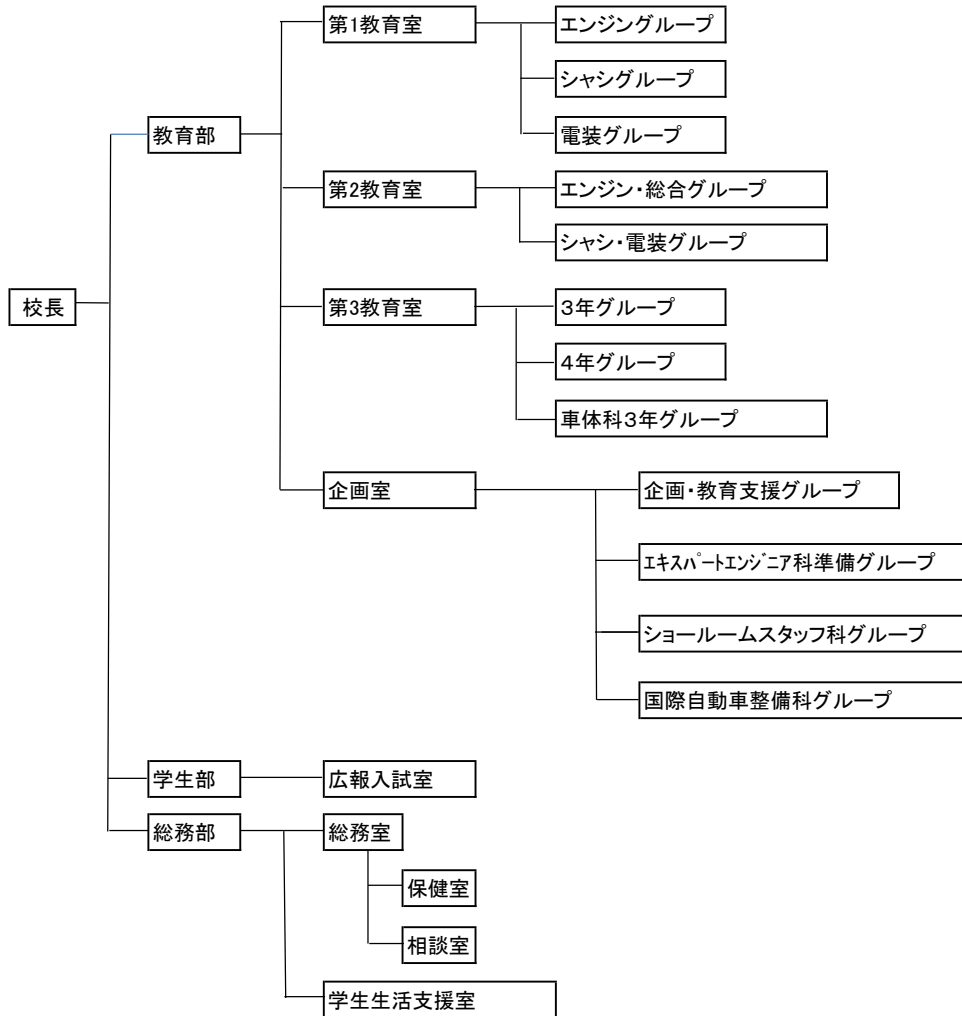 第1教育室
エンジングループ
シャシグループ
教育部
電装グループ
第2教育室
エンジン・総合グループ
シャシ・電装グループ
校長
第3教育室
３年グループ
４年グループ
車体科３年グループ
企画室
企画・教育支援グループ
ｴｷｽﾊﾟｰﾄｴﾝｼﾞﾆｱ科準備グループ
ショールームスタッフ科グループ
国際自動車整備科グループ
学生部
広報入試室
総務部
総務室
保健室
相談室
学生生活支援室